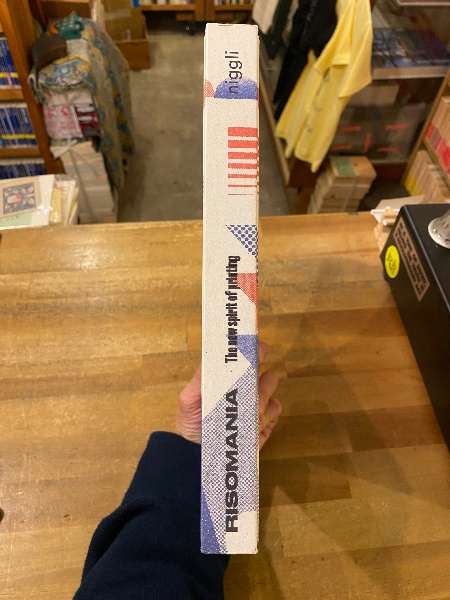 RISOMANIA
The new spirit of printing
niggli